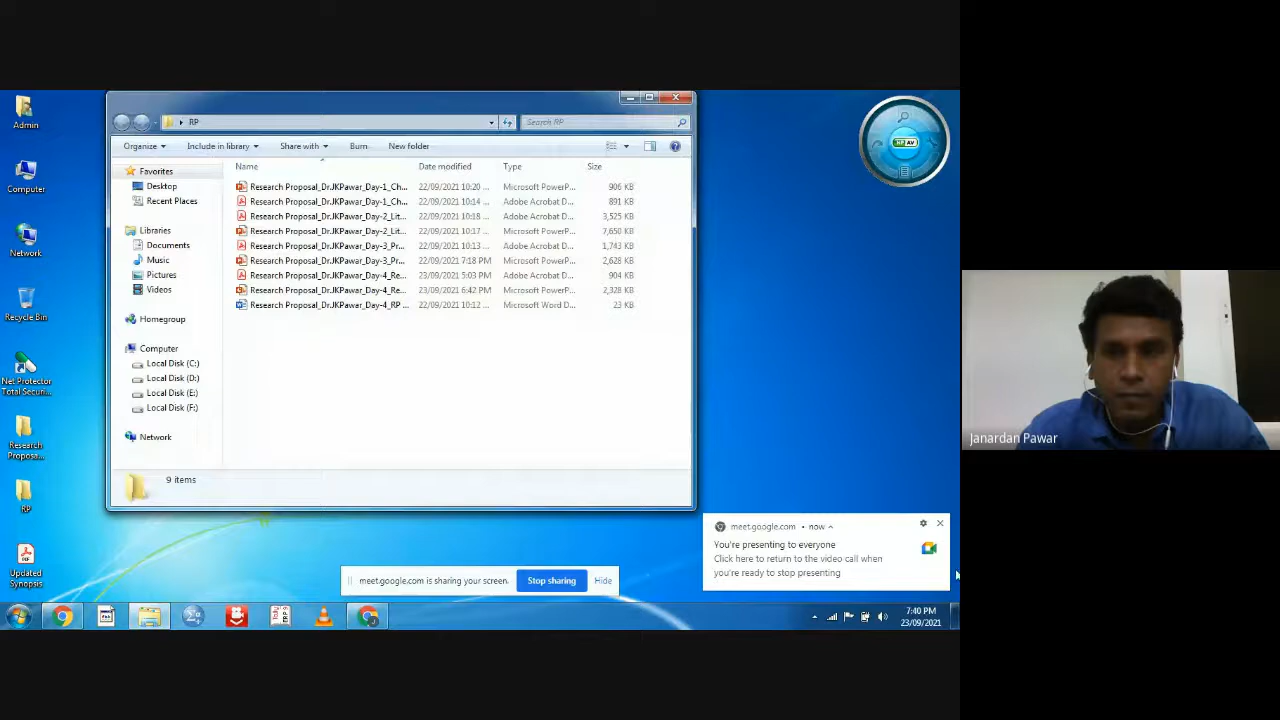 Admin
Computer
Network
Recycle Bin
Net Protector
Total Securi...
Research
Proposa...
RP
Updated
Synopsis
RP
Search RP
Organize
Include in library
Share with
Burn
New folder
Favorites
Desktop
Recent Places
Libraries
Documents
Music
Pictures
Videos
Homegroup
Computer
Local Disk (C:)
Local Disk (D:)
Local Disk (E:)
Local Disk (F:)
Network
Name Date modified Type Size
Research Proposal_Dr.JKPawar_Day-1_Ch... 22/09/2021 10:20 ... Microsoft PowerP... 906 KB
Research Proposal_Dr.JKPawar_Day-1_Ch... 22/09/2021 10:14 ... Adobe Acrobat D... 891 KB
Research Proposal_Dr.JKPawar_Day-2_Lit... 22/09/2021 10:18 ... Adobe Acrobat D... 3,525 KB
Research Proposal_Dr.JKPawar_Day-2_Lit... 22/09/2021 10:17 ... Microsoft PowerP... 7,650 KB
Research Proposal_Dr.JKPawar_Day-3_Pr... 22/09/2021 10:13 ... Adobe Acrobat D... 1,743 KB
Research Proposal_Dr.JKPawar_Day-3_Pr... 22/09/2021 7:18 PM Microsoft PowerP... 2,628 KB
Research Proposal_Dr.JKPawar_Day-4_Re... 23/09/2021 5:03 PM Adobe Acrobat D... 904 KB
Research Proposal_Dr.JKPawar_Day-4_Re... 23/09/2021 6:42 PM Microsoft PowerP... 2,328 KB
Research Proposal_Dr.JKPawar_Day-4_RP ... 22/09/2021 10:12 ... Microsoft Word D... 23 KB
9 items
Janardan Pawar
meet.google.com • now
You're presenting to everyone
Click here to return to the video call when
you're ready to stop presenting
meet.google.com is sharing your screen.
Stop sharing
Hide
7:40 PM
23/09/2021